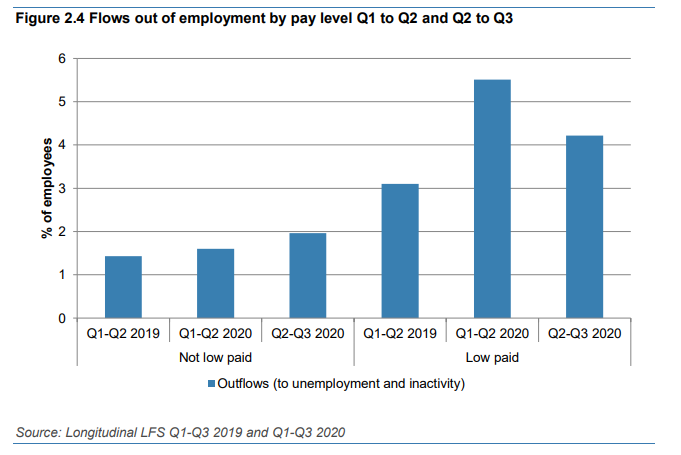 Figure 2.4 Flows out of employment by pay level Q1 to Q2 and Q2 to Q3
6
5
4
3
2
1
0
% of employees
Q1-Q2 2019 Q1-Q2 2020 Q2-Q3 2020 Q1-Q2 2019 Q1-Q2 2020 Q2-Q3 2020
Not low paid Low paid
Outflows (to unemployment and inactivity)
Source: Longitudinal LFS Q1-Q3 2019 and Q1-Q3 2020